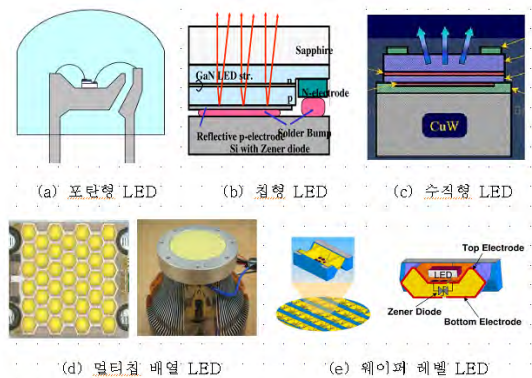 (a)
(b)
(c)
Sapphire
GaN LED str.
n
p
N-electrode
Reflective p-electrode
Solder Bump
Si with Zener diode
CuW
(a) 포탄형 LED
(b) 칩형 LED
(c) 수직형 LED
Top Electrode
LED
Zener Diode
Bottom Electrode
(d) 멀티칩 배열 LED
(e) 웨이퍼 레벨 LED